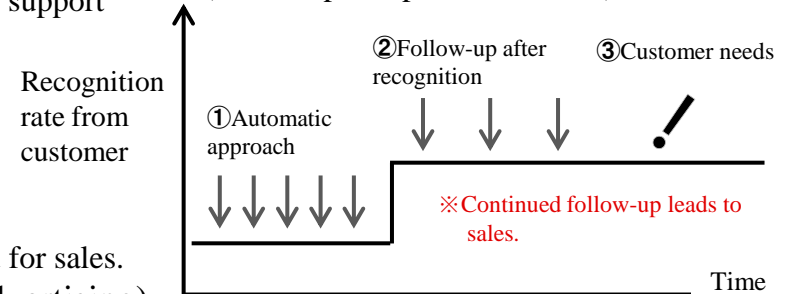 support
②Follow-up after
recognition
③Customer needs
Recognition
rate from
customer
①Automatic
approach
※Continued follow-up leads to
sales.
for sales.
Time